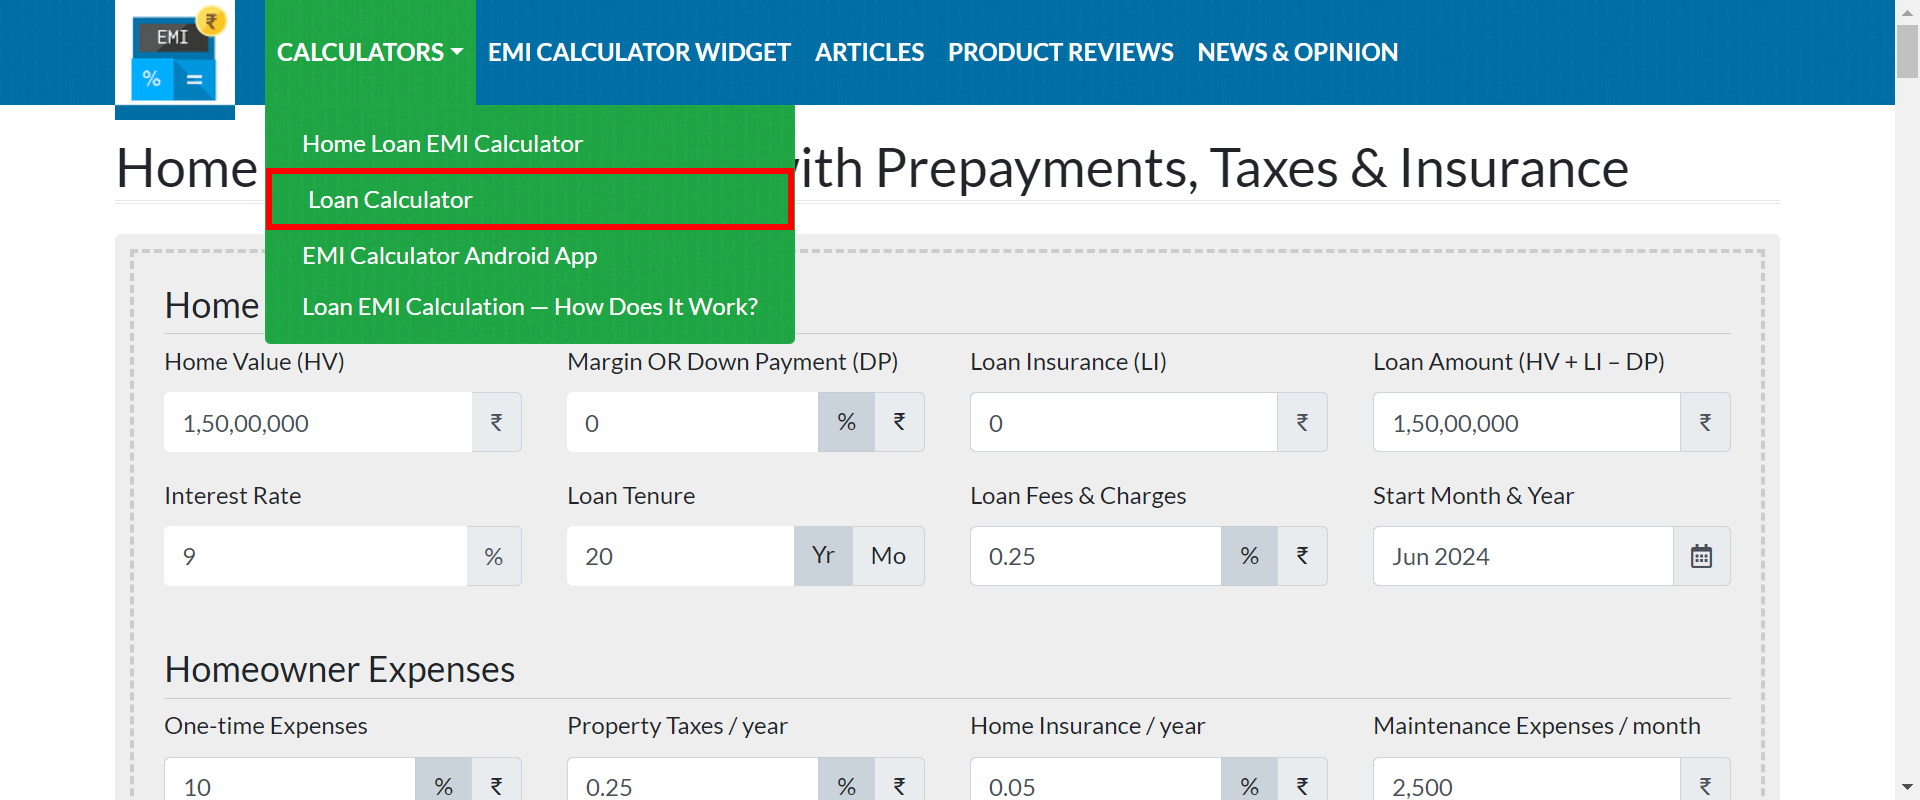 EMI ₹
% =
CALCULATORS EMI CALCULATOR WIDGET ARTICLES PRODUCT REVIEWS NEWS & OPINION
Home Loan EMI Calculator
Home with Prepayments, Taxes & Insurance
Loan Calculator
EMI Calculator Android App
Home
Loan EMI Calculation — How Does It Work?
Home Value (HV) Margin OR Down Payment (DP) Loan Insurance (LI) Loan Amount (HV + LI – DP)
1,50,00,000 ₹ 0 % ₹ 0 ₹ 1,50,00,000 ₹
Interest Rate Loan Tenure Loan Fees & Charges Start Month & Year
9 % 20 Yr Mo 0.25 % ₹ Jun 2024
Homeowner Expenses
One-time Expenses Property Taxes / year Home Insurance / year Maintenance Expenses / month
10 % ₹ 0.25 % ₹ 0.05 % ₹ 2,500 ₹